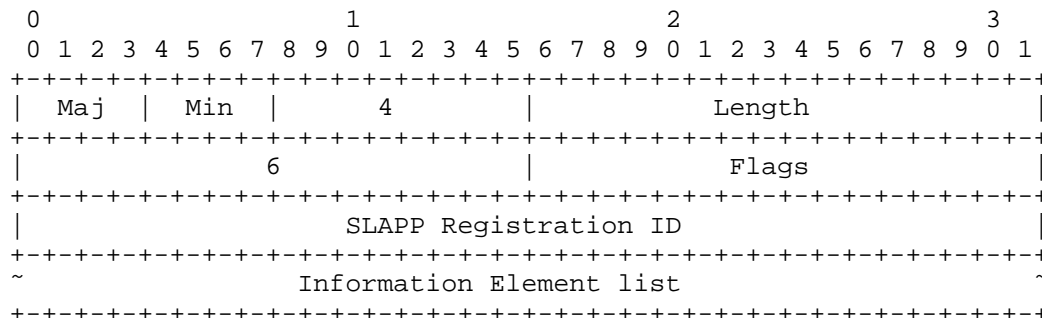 0                   1                   2                   3
 0 1 2 3 4 5 6 7 8 9 0 1 2 3 4 5 6 7 8 9 0 1 2 3 4 5 6 7 8 9 0 1
+-+-+-+-+-+-+-+-+-+-+-+-+-+-+-+-+-+-+-+-+-+-+-+-+-+-+-+-+-+-+-+-+
|  Maj  |  Min  |      4        |           Length              |
+-+-+-+-+-+-+-+-+-+-+-+-+-+-+-+-+-+-+-+-+-+-+-+-+-+-+-+-+-+-+-+-+
|               6               |            Flags              |
+-+-+-+-+-+-+-+-+-+-+-+-+-+-+-+-+-+-+-+-+-+-+-+-+-+-+-+-+-+-+-+-+
|                    SLAPP Registration ID                      |
+-+-+-+-+-+-+-+-+-+-+-+-+-+-+-+-+-+-+-+-+-+-+-+-+-+-+-+-+-+-+-+-+
~                 Information Element list                      ~
+-+-+-+-+-+-+-+-+-+-+-+-+-+-+-+-+-+-+-+-+-+-+-+-+-+-+-+-+-+-+-+-+